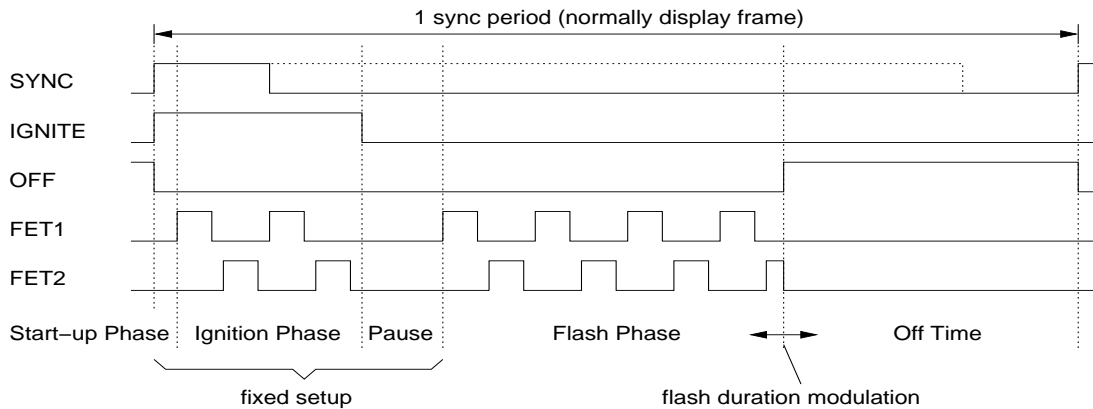 1 sync period (normally display frame)
SYNC
IGNITE
OFF
FET1
FET2
Start–up Phase Ignition Phase Pause Flash Phase Off Time
fixed setup flash duration modulation